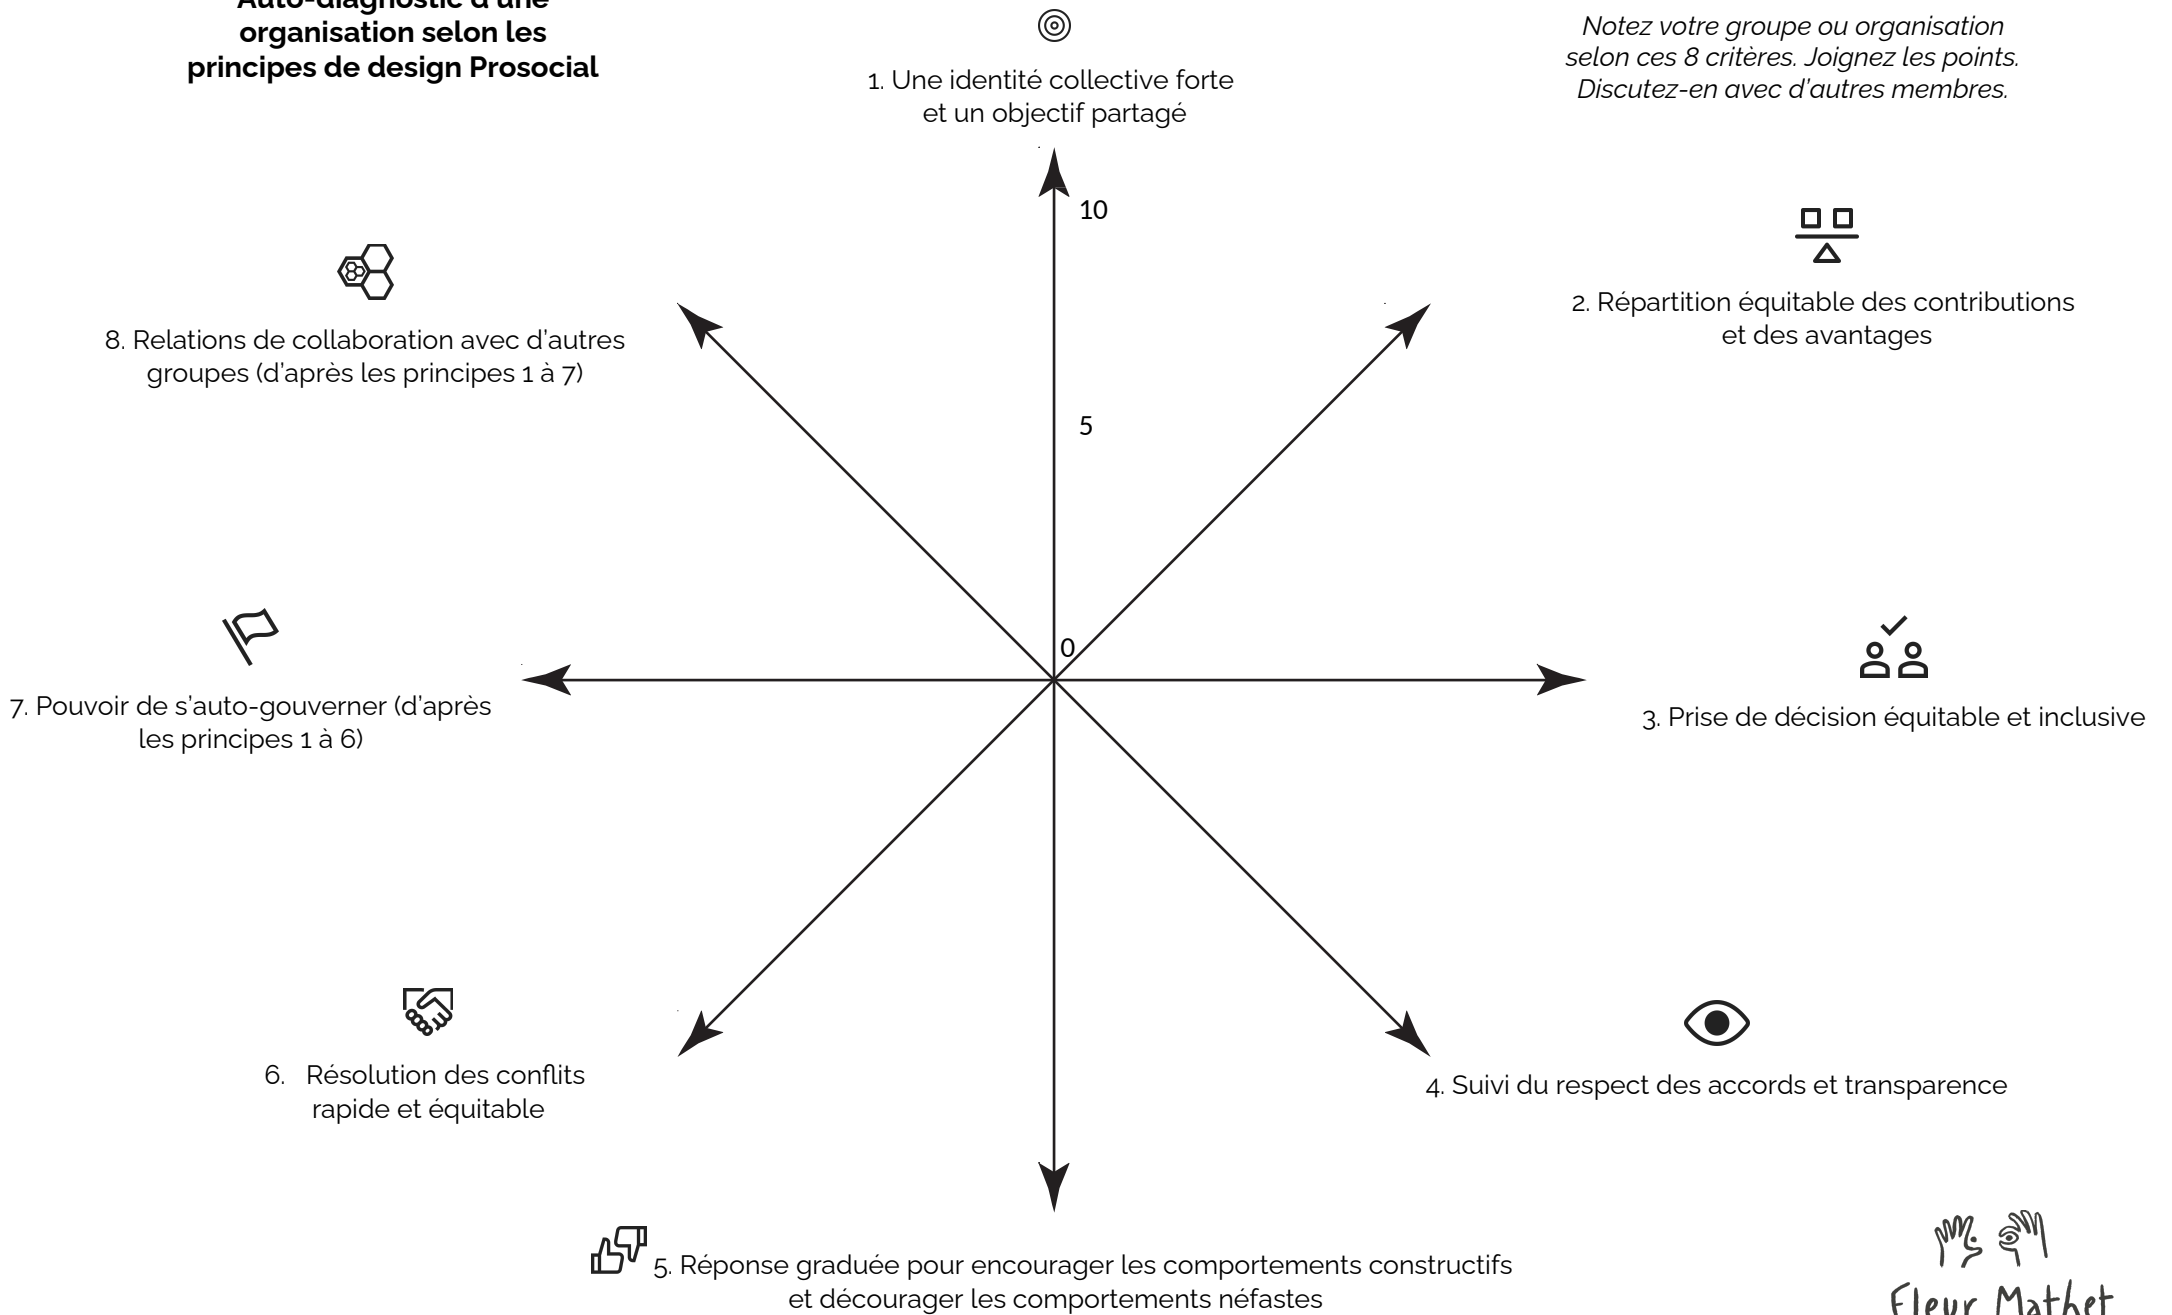 Auto-diagnostic d'une
organisation selon les
principes de design Prosocial
Notez votre groupe ou organisation
selon ces 8 critères. Joignez les points.
Discutez-en avec d'autres membres.
1. Une identité collective forte
et un objectif partagé
10
5
0
2. Répartition équitable des contributions
et des avantages
3. Prise de décision équitable et inclusive
4. Suivi du respect des accords et transparence
5. Réponse graduée pour encourager les comportements constructifs
et décourager les comportements néfastes
6. Résolution des conflits
rapide et équitable
7. Pouvoir de s'auto-gouverner (d'après
les principes 1 à 6)
8. Relations de collaboration avec d'autres
groupes (d'après les principes 1 à 7)
Fleur Mathet